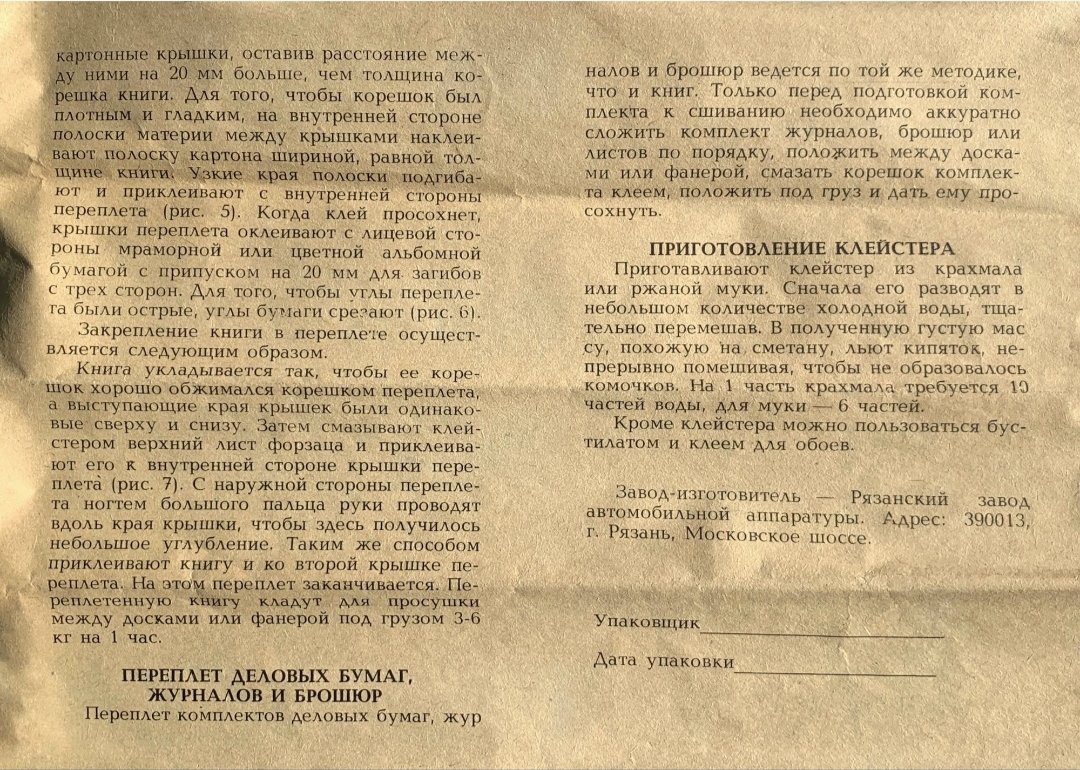 картонные крышки, оставив расстояние меж-
ду ними на 20 мм больше, чем толщина ко-
решка книги. Для того, чтобы корешок был
плотным и гладким, на внутренней стороне
полоски материи между крышками наклеи-
вают полоску картона шириной, равной тол-
щине книги. Узкие края полоски подгиба-
ют и приклеивают с внутренней стороны
переплета (рис. 5). Когда клей просохнет,
крышки переплета оклеивают с лицевой сто-
роны мраморной или цветной альбомной
бумагой с припуском на 20 мм для загибов
с трех сторон. Для того, чтобы углы перепле-
та были острые, углы бумаги срезают (рис. 6).
Закрепление книги в переплете осущест-
вляется следующим образом.
Книга укладывается так, чтобы ее коре-
шок хорошо обжимался корешком переплета,
а выступающие края крышек были одинако-
вые сверху и снизу. Затем смазывают клей-
стером верхний лист форзаца и приклеива-
ют его к внутренней стороне крышки пере-
плета (рис. 7). С наружной стороны перепле-
та ногтем большого пальца руки проводят
вдоль края крышки, чтобы здесь получилось
небольшое углубление. Таким же способом
приклеивают книгу и ко второй крышке пе-
реплета. На этом переплет заканчивается. Пе-
реплетенную книгу кладут для просушки
между досками или фанерой под грузом 3-6
кг на 1 час.
ПЕРЕПЛЕТ ДЕЛОВЫХ БУМАГ,
ЖУРНАЛОВ И БРОШЮР
Переплет комплектов деловых бумаг, жур
налов и брошюр ведется по той же методике,
что и книг. Только перед подготовкой ком-
плекта к сшиванию необходимо аккуратно
сложить комплект журналов, брошюр или
листов по порядку, положить между доска-
ми или фанерой, смазать корешок комплек-
та клеем, положить под груз и дать ему про-
сохнуть.
ПРИГОТОВЛЕНИЕ КЛЕЙСТЕРА
Приготавливают клейстер из крахмала
или ржаной муки. Сначала его разводят в
небольшом количестве холодной воды, тща-
тельно перемешав. В полученную густую мас
су, похожую на сметану, льют кипяток, не-
прерывно помешивая, чтобы не образовалось
комочков. На 1 часть крахмала требуется 10
частей воды, для муки — 6 частей.
Кроме клейстера можно пользоваться бус-
тилатом и клеем для обоев.
Завод-изготовитель — Рязанский завод
автомобильной аппаратуры. Адрес: 390013,
г. Рязань, Московское шоссе.
Упаковщик
Дата упаковки